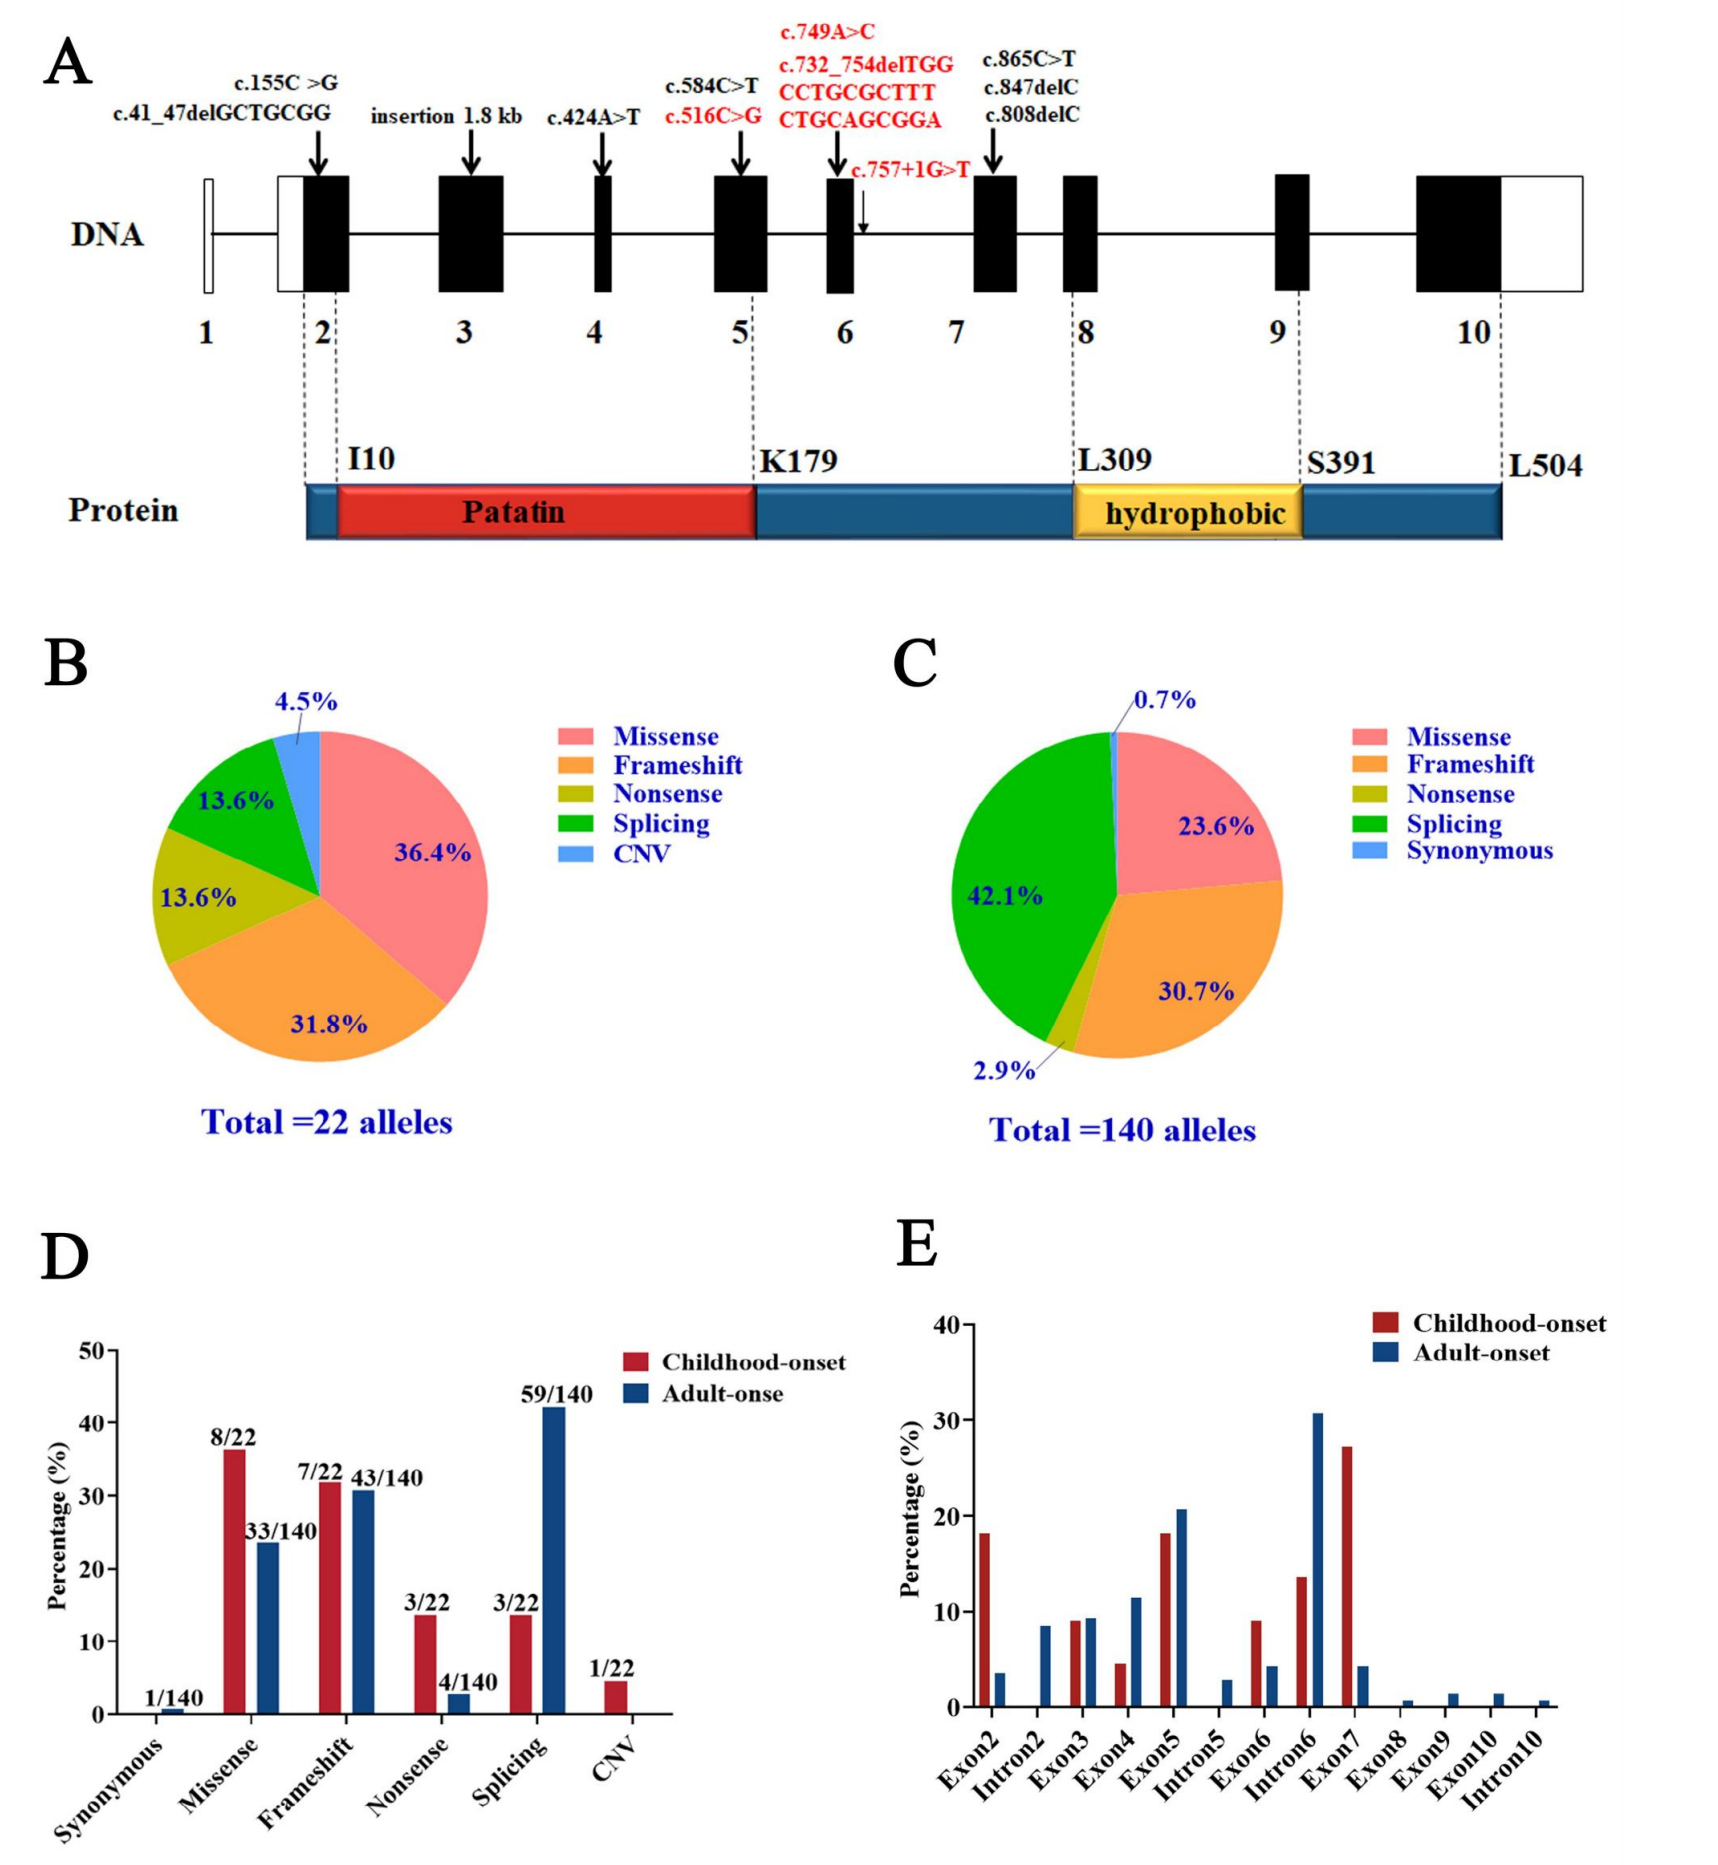 A
c.155C >G
c.41_47delGCTGCGG
insertion 1.8 kb
c.424A>T
c.584C>T
c.516C>G
c.749A>C
c.732_754delTGG
CCTGCGCTTT
CTGCAGCGGA
c.757+1G>T
c.865C>T
c.847delC
c.808delC
DNA
1 2 3 4 5 6 7 8 9 10
I10 K179 L309 S391 L504
Protein Patatin hydrophobic
B
4.5%
13.6%
13.6%
36.4%
31.8%
Missense
Frameshift
Nonsense
Splicing
CNV
Total =22 alleles
C
0.7%
23.6%
42.1%
30.7%
2.9%
Missense
Frameshift
Nonsense
Splicing
Synonymous
Total =140 alleles
D
Percentage (%)
50
40
30
20
10
0
Childhood-onset
Adult-onse
1/140
8/22
33/140
7/22
43/140
3/22
4/140
3/22
59/140
1/22
Synonymous
Missense
Frameshift
Nonsense
Splicing
CNV
E
Percentage (%)
40
30
20
10
0
Childhood-onset
Adult-onset
Exon2
Intron2
Exon3
Exon4
Exon5
Intron5
Exon6
Intron6
Exon7
Exon8
Exon9
Exon10
Intron10